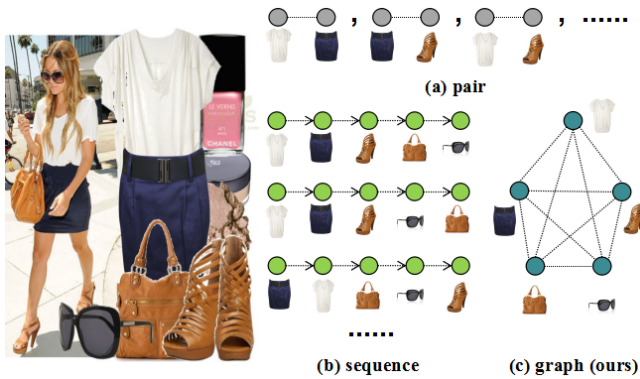 , , , ......
(a) pair
LE VERNIS
CHANEL
......
(b) sequence
(c) graph (ours)